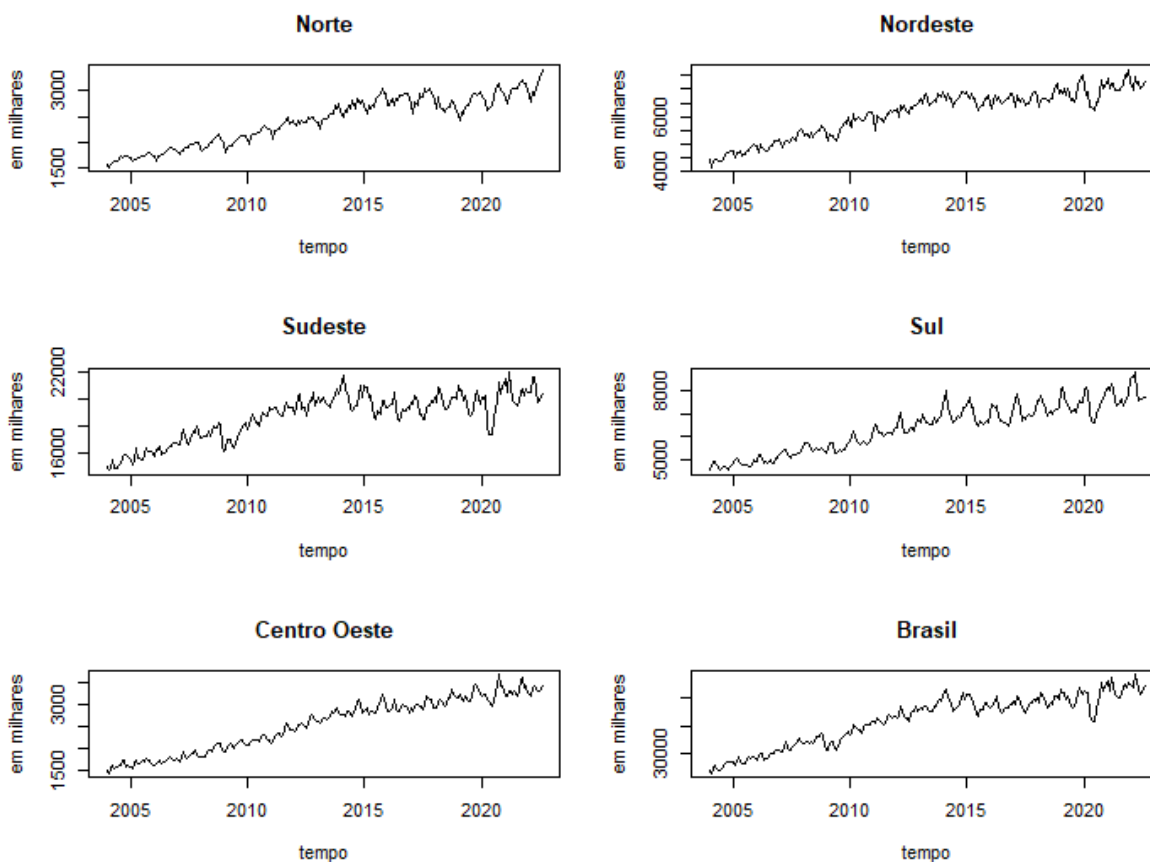 Norte
em milhares
3000
1500
2005 2010 2015 2020
tempo
Nordeste
em milhares
6000
4000
2005 2010 2015 2020
tempo
Sudeste
em milhares
22000
16000
2005 2010 2015 2020
tempo
Sul
em milhares
8000
5000
2005 2010 2015 2020
tempo
Centro Oeste
em milhares
3000
1500
2005 2010 2015 2020
tempo
Brasil
em milhares
30000
2005 2010 2015 2020
tempo